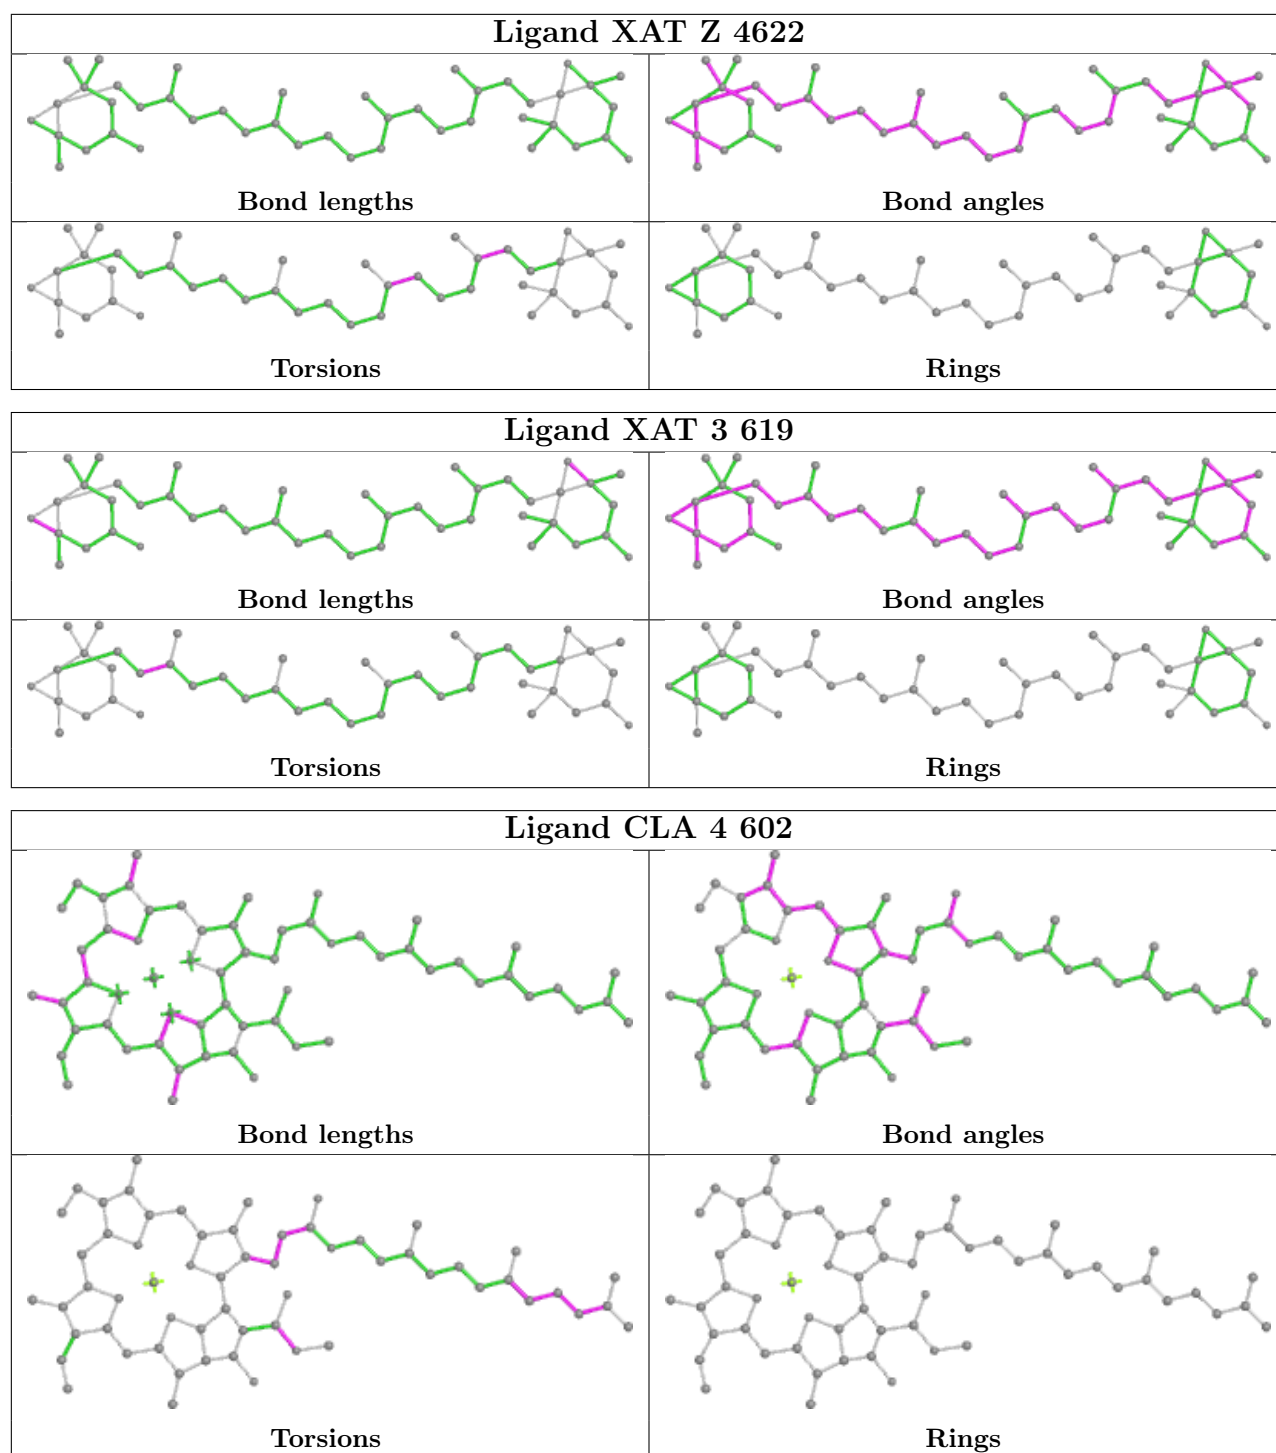 Ligand XAT Z 4622
Bond lengths
Bond angles
Torsions
Rings
Ligand XAT 3 619
Bond lengths
Bond angles
Torsions
Rings
Ligand CLA 4 602
Bond lengths
Bond angles
Torsions
Rings